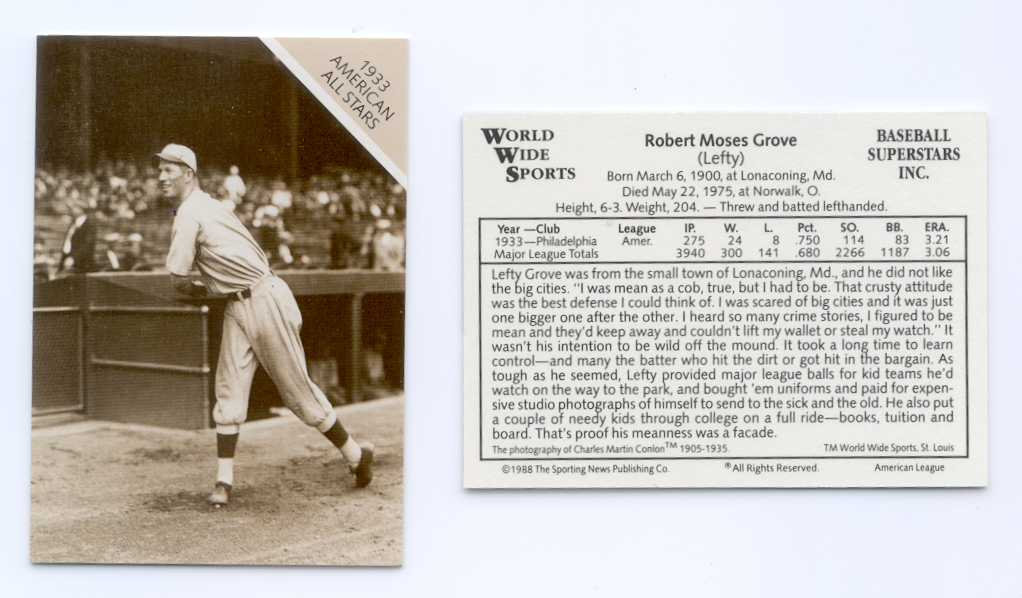 1933
AMERICAN
ALL STARS
WORLD
WIDE
SPORTS
Robert Moses Grove
(Lefty)
Born March 6, 1900, at Lonaconing, Md.
Died May 22, 1975, at Norwalk, O.
Height, 6-3. Weight, 204. — Threw and batted lefthanded.
BASEBALL
SUPERSTARS
INC.
Year —Club League IP. W. L. Pct. SO. BB. ERA.
1933—Philadelphia Amer. 275 24 8 .750 114 83 3.21
Major League Totals 3940 300 141 .680 2266 1187 3.06
Lefty Grove was from the small town of Lonaconing, Md., and he did not like
the big cities. "I was mean as a cob, true, but I had to be. That crusty attitude
was the best defense I could think of. I was scared of big cities and it was just
one bigger one after the other. I heard so many crime stories, I figured to be
mean and they'd keep away and couldn't lift my wallet or steal my watch." It
wasn't his intention to be wild off the mound. It took a long time to learn
control—and many the batter who hit the dirt or got hit in the bargain. As
tough as he seemed, Lefty provided major league balls for kid teams he'd
watch on the way to the park, and bought 'em uniforms and paid for expen-
sive studio photographs of himself to send to the sick and the old. He also put
a couple of needy kids through college on a full ride—books, tuition and
board. That's proof his meanness was a facade.
The photography of Charles Martin Conlon™ 1905-1935. TM World Wide Sports, St. Louis
©1988 The Sporting News Publishing Co. ® All Rights Reserved. American League